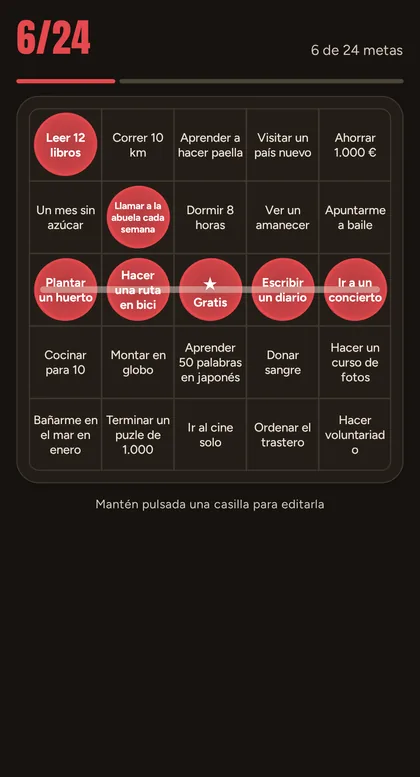 6/24
6 de 24 metas
Leer 12
libros
Correr 10
km
Aprender a
hacer paella
Visitar un
país nuevo
Ahorrar
1.000 €
Un mes sin
azúcar
Llamar a la
abuela cada
semana
Dormir 8
horas
Ver un
amanecer
Apuntarme
a baile
Plantar
un huerto
Hacer
una ruta
en bici
★
Gratis
Escribir
un diario
Ir a un
concierto
Cocinar
para 10
Montar en
globo
Aprender
50 palabras
en japonés
Donar
sangre
Hacer un
curso de
fotos
Bañarme en
el mar en
enero
Terminar un
puzle de
1.000
Ir al cine
solo
Ordenar el
trastero
Hacer
voluntariad
o
Mantén pulsada una casilla para editarla